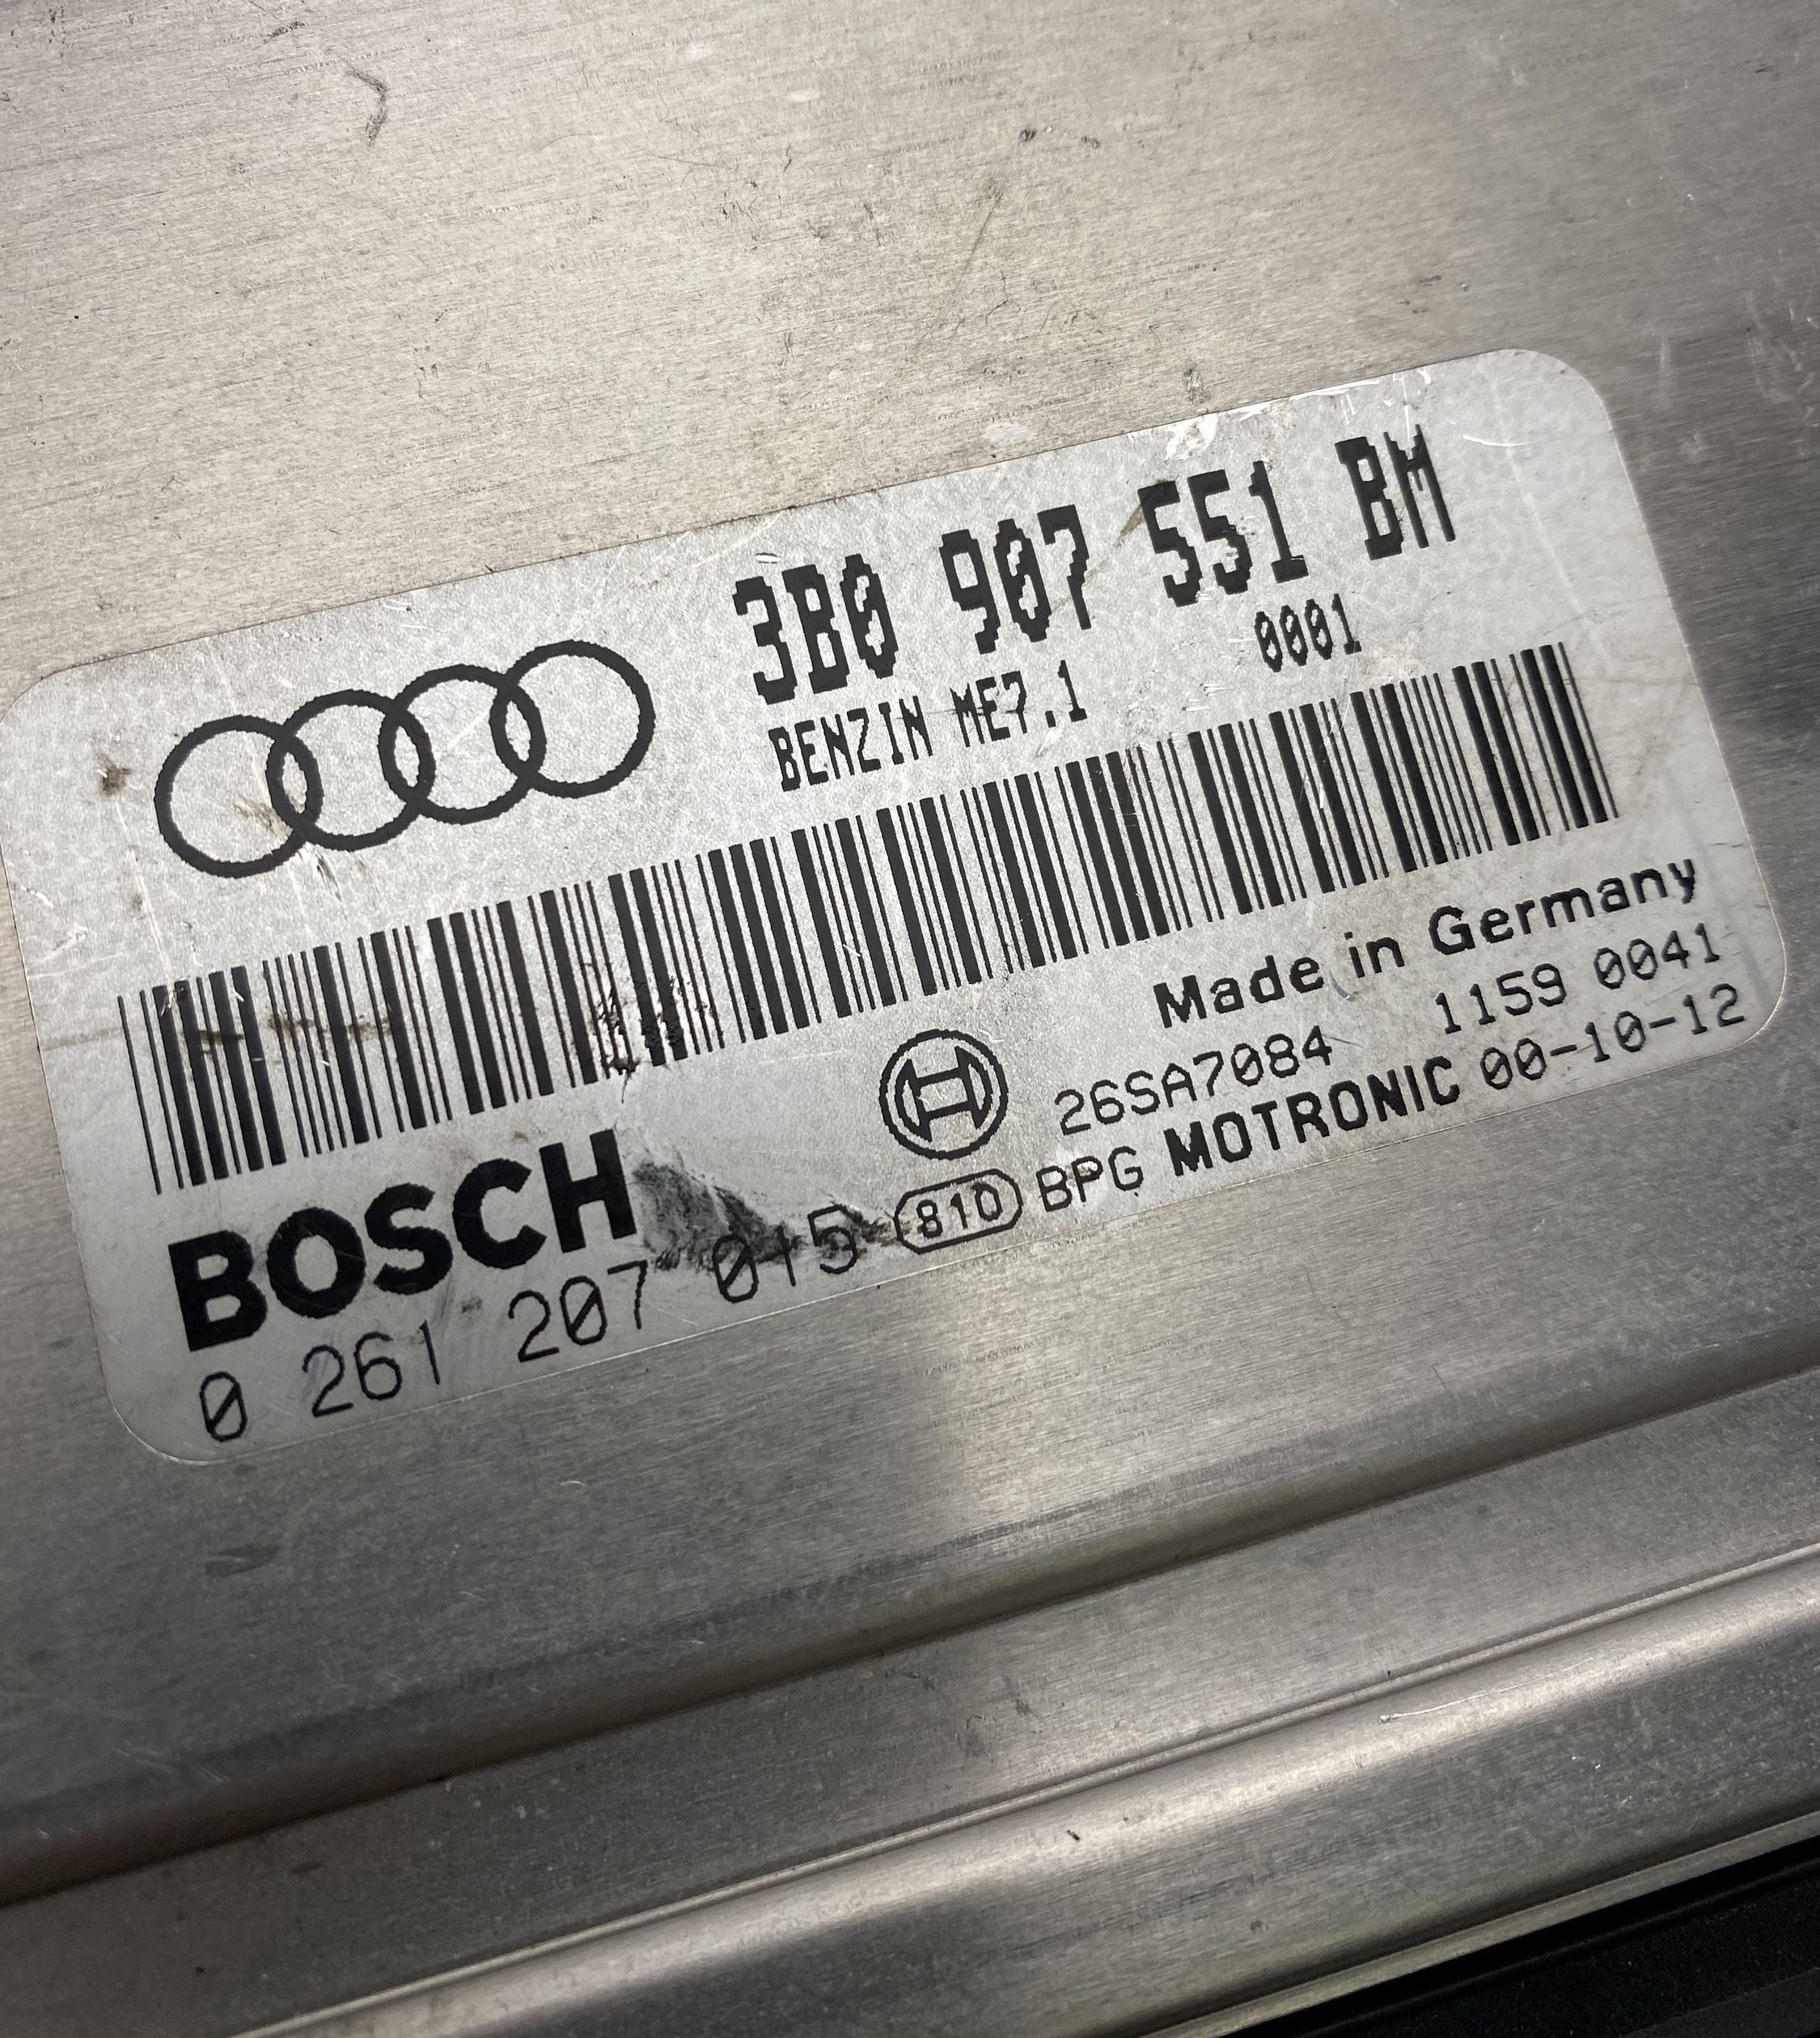 3B0 907 551 BM
BENZIN ME7.1 0001
Made in Germany
BOSCH 26SA7084 1159 0041
0 261 207 015 810 BPG MOTRONIC 00-10-12